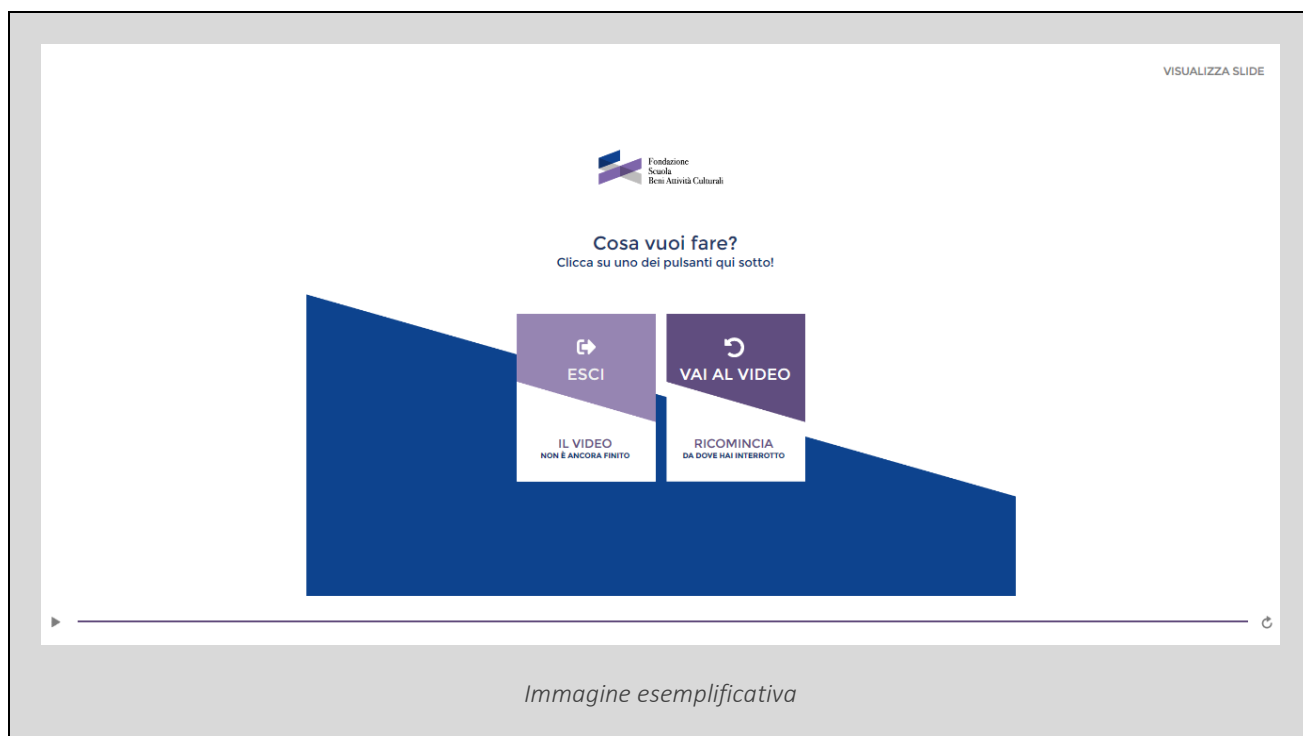 VISUALIZZA SLIDE
Fondazione
Scuola
Beni Attività Culturali
Cosa vuoi fare?
Clicca su uno dei pulsanti qui sotto!
ESCI
IL VIDEO
NON È ANCORA FINITO
VAI AL VIDEO
RICOMINCIA
DA DOVE HAI INTERROTTO
Immagine esemplificativa